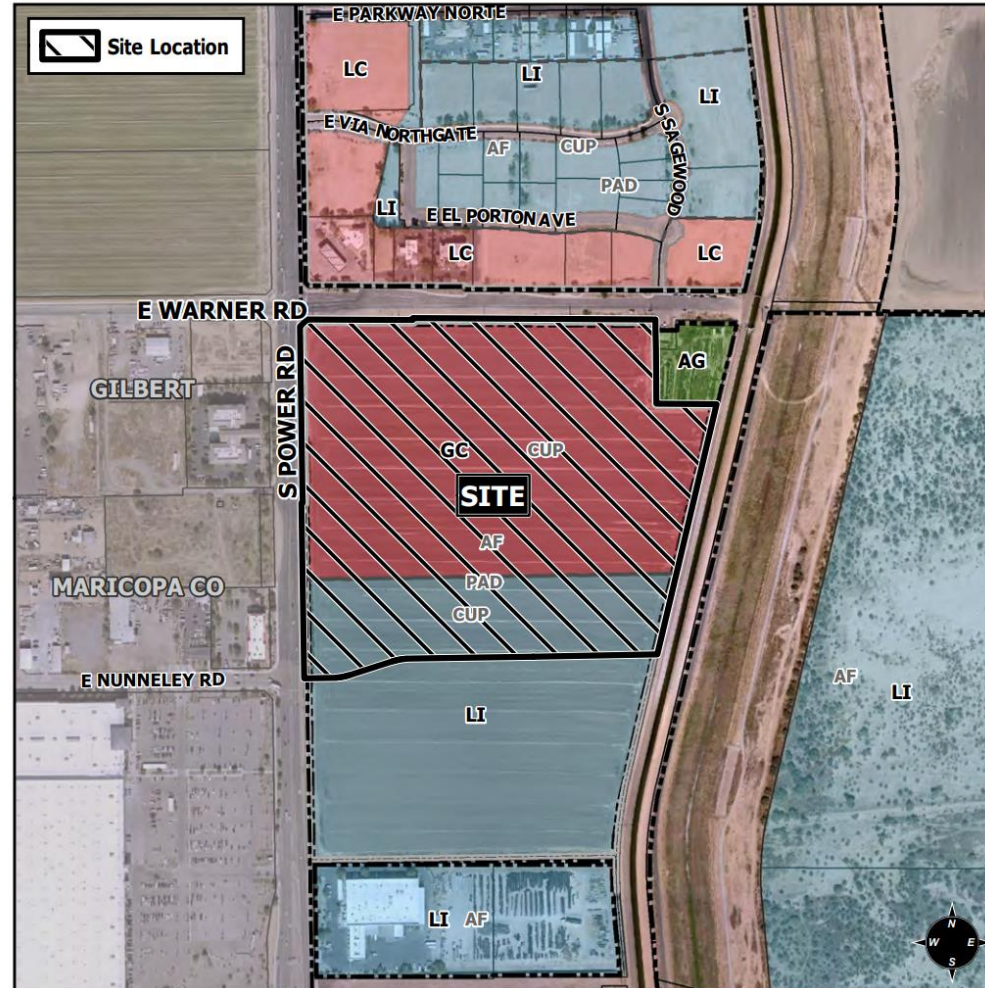 E PARKWAY NORTE
Site Location
LC
LI
LI
E VIA NORTHGATE
AF
CUP
S SAGEWOOD
PAD
LI
E EL PORTON AVE
LC
LC
E WARNER RD
AG
GILBERT
S POWER RD
GC
CUP
SITE
AF
MARICOPA CO
PAD
CUP
E NUNNELEY RD
AF
LI
LI
LI
AF
N
W
E
S